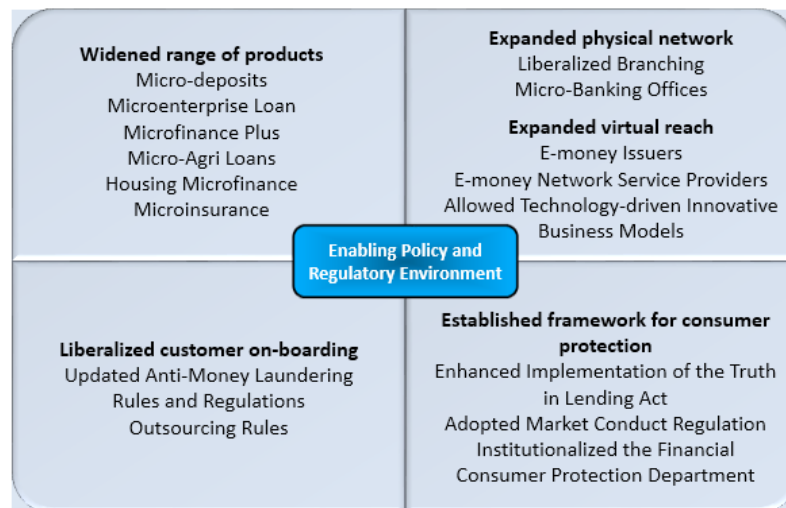 Widened range of products
Micro-deposits
Microenterprise Loan
Microfinance Plus
Micro-Agri Loans
Housing Microfinance
Microinsurance
Expanded physical network
Liberalized Branching
Micro-Banking Offices
Expanded virtual reach
E-money Issuers
E-money Network Service Providers
Allowed Technology-driven Innovative
Business Models
Enabling Policy and
Regulatory Environment
Liberalized customer on-boarding
Updated Anti-Money Laundering
Rules and Regulations
Outsourcing Rules
Established framework for consumer
protection
Enhanced Implementation of the Truth
in Lending Act
Adopted Market Conduct Regulation
Institutionalized the Financial
Consumer Protection Department